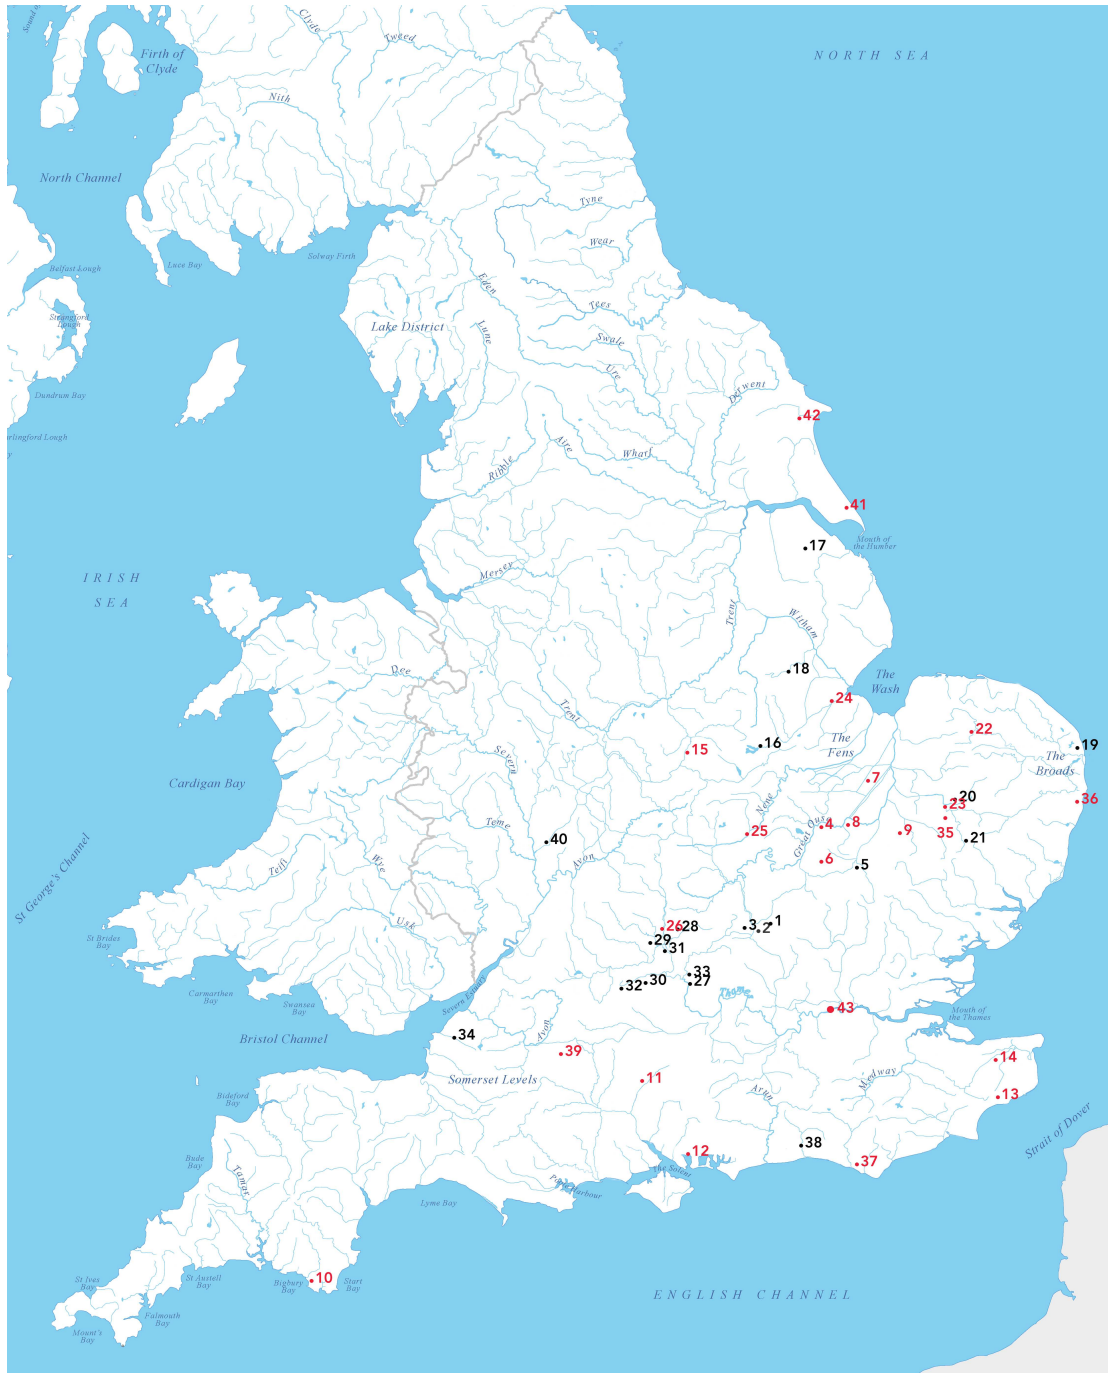 Sound of
Clyde
Tweed
Firth of
Clyde
NORTH SEA
Nith
North Channel
Tyne
Wear
Solway Firth
Luce Bay
Belfast Lough
Eden
Tees
Strangford
Lough
Lake District
Lune
Swale
Ure
Derwent
Dundrum Bay
42
arlingford Lough
y
Aire
Wharf
Ribble
41
Mouth of
the Humber
17
IRISH
SEA
Mersey
Trent
Witham
Dee
18
The
Wash
24
Trent
22
16
The
Fens
19
15
The
Broads
Severn
Cardigan Bay
7
20
36
23
Nene
Teme
Great Ouse
4
8
25
9
35
21
40
Avon
6
5
Teifi
Wye
St George's Channel
Usk
26
28
3
2
1
St Brides
Bay
29
31
33
30
27
32
Severn Estuary
Carmarthen
Bay
Swansea
Bay
Thames
43
Mouth of
the Thames
34
Bristol Channel
Avon
39
14
Somerset Levels
11
Arun
Medway
13
Bideford
Bay
Strait of Dover
38
12
37
Bude
Bay
The Solent
Tamar
Poole Harbour
Lyme Bay
10
St Ives
Bay
St Austell
Bay
Bigbury
Bay
Start
Bay
ENGLISH CHANNEL
Falmouth
Bay
Mount's
Bay